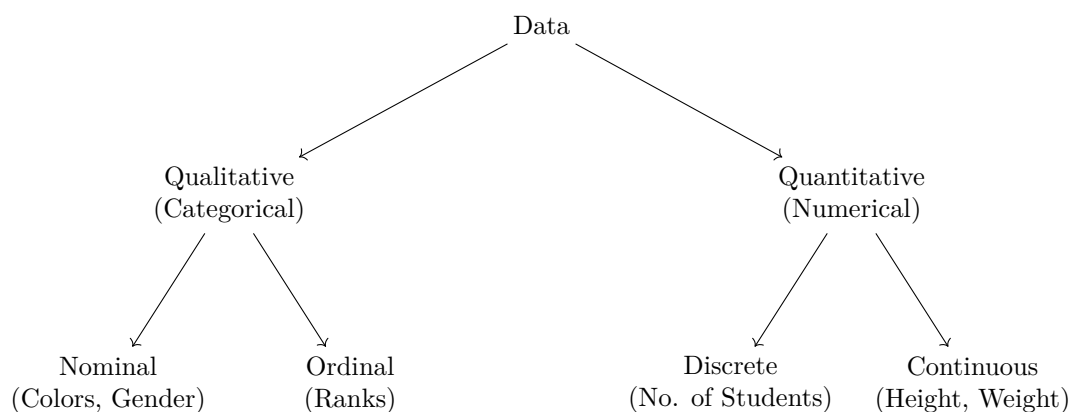 Data
Qualitative
(Categorical)
Quantitative
(Numerical)
Nominal
(Colors, Gender)
Ordinal
(Ranks)
Discrete
(No. of Students)
Continuous
(Height, Weight)